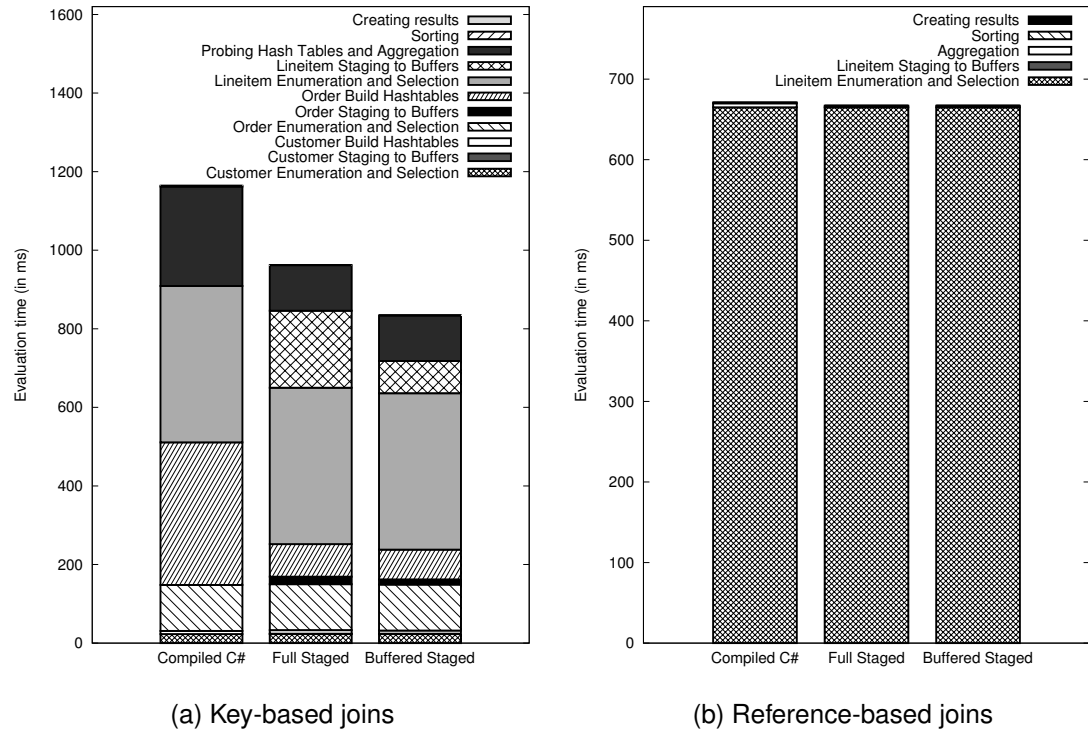 1600
1400
1200
1000
800
600
400
200
0
Evaluation time (in ms)
Creating results
Sorting
Probing Hash Tables and Aggregation
Lineitem Staging to Buffers
Lineitem Enumeration and Selection
Order Build Hashtables
Order Staging to Buffers
Order Enumeration and Selection
Customer Build Hashtables
Customer Staging to Buffers
Customer Enumeration and Selection
Compiled C# Full Staged Buffered Staged
(a) Key-based joins
700
600
500
400
300
200
100
0
Evaluation time (in ms)
Creating results
Sorting
Aggregation
Lineitem Staging to Buffers
Lineitem Enumeration and Selection
Compiled C# Full Staged Buffered Staged
(b) Reference-based joins